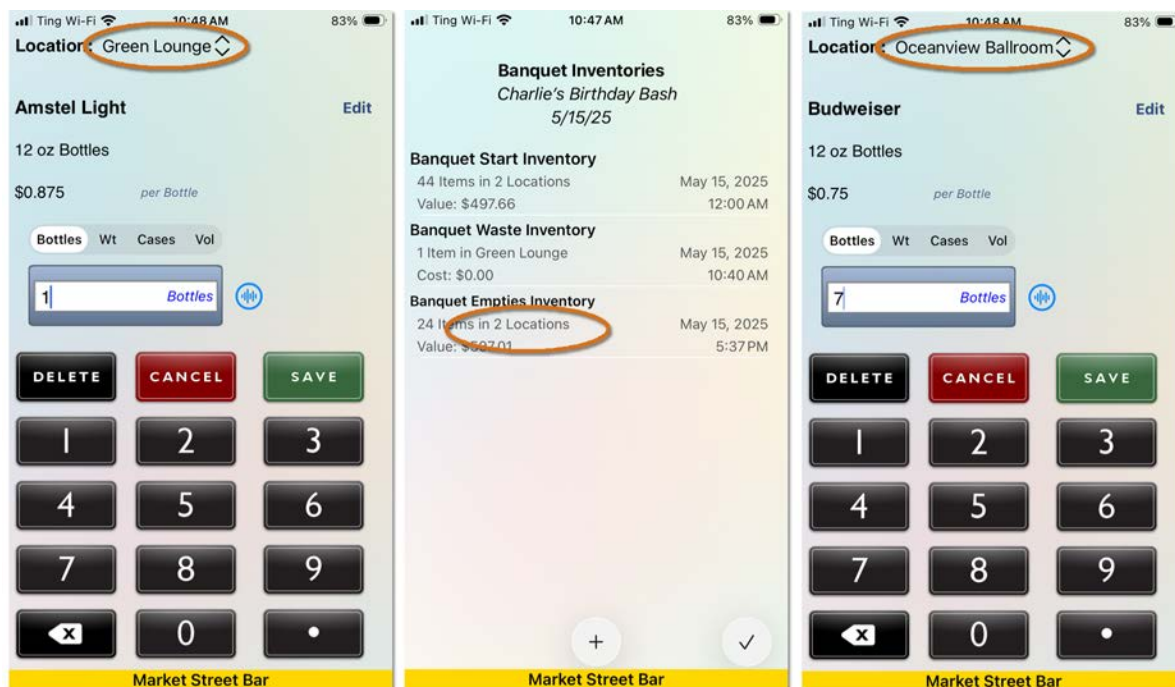 Ting Wi-Fi 10:48 AM 83%
Location: Green Lounge
Amstel Light Edit
12 oz Bottles
$0.875 per Bottle
Bottles Wt Cases Vol
1 Bottles
DELETE CANCEL SAVE
1 2 3
4 5 6
7 8 9
0 .
Market Street Bar
Ting Wi-Fi 10:47 AM 83%
Banquet Inventories
Charlie's Birthday Bash
5/15/25
Banquet Start Inventory
44 Items in 2 Locations May 15, 2025
Value: $497.66 12:00 AM
Banquet Waste Inventory
1 Item in Green Lounge May 15, 2025
Cost: $0.00 10:40 AM
Banquet Empties Inventory
24 Items in 2 Locations May 15, 2025
Value: 5:37 PM
+
Market Street Bar
Ting Wi-Fi 10:48 AM 83%
Location: Oceanview Ballroom
Budweiser Edit
12 oz Bottles
$0.75 per Bottle
Bottles Wt Cases Vol
7 Bottles
DELETE CANCEL SAVE
1 2 3
4 5 6
7 8 9
0 .
Market Street Bar